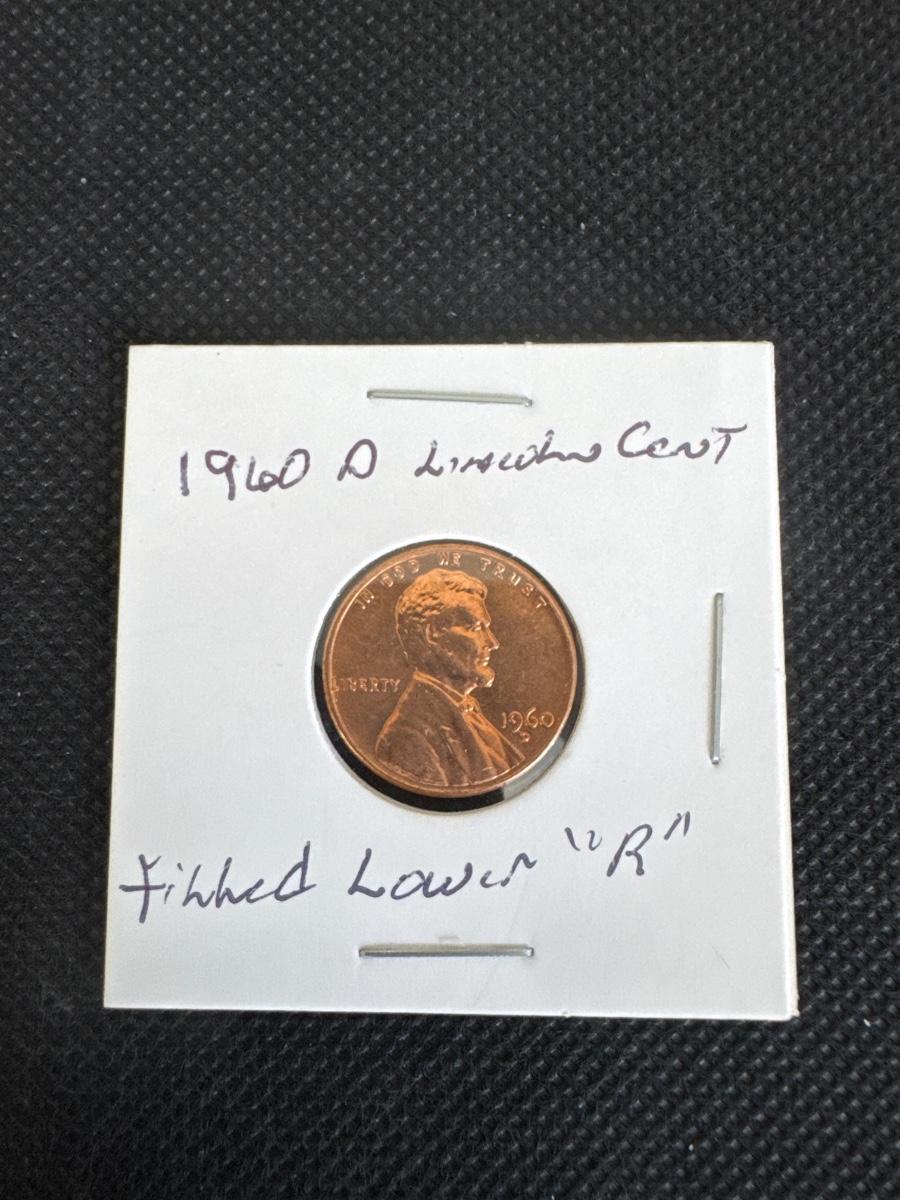 1960 D Lincoln Cent
IN GOD WE TRUST
LIBERTY
1960
D
Filled Lower "R"